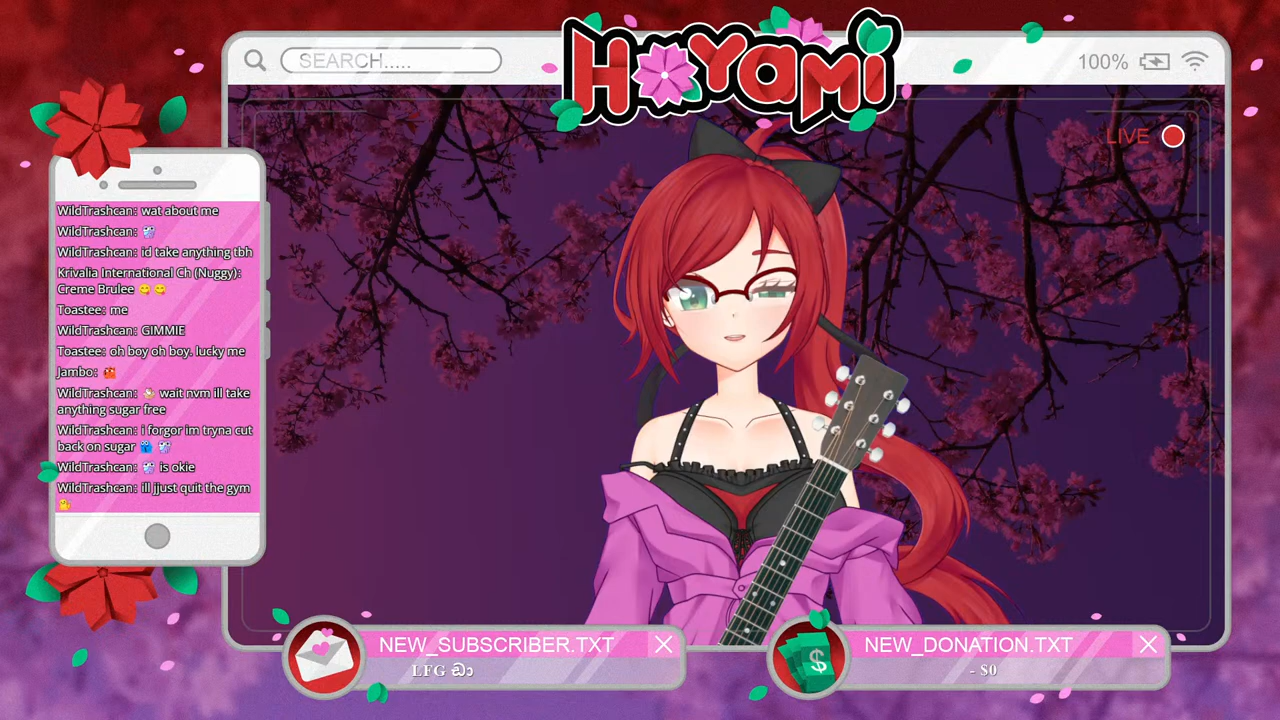 HaYaMi
SEARCH.....
100%
LIVE
WildTrashcan: wat about me
WildTrashcan:
WildTrashcan: id take anything tbh
Krivalia International Ch (Nuggy):
Creme Brulee 😋😋
Toastee: me
WildTrashcan: GIMMIE
Toastee: oh boy oh boy. lucky me
Jambo:
WildTrashcan: wait nvm ill take
anything sugar free
WildTrashcan: i forgor im tryna cut
back on sugar
WildTrashcan: is okie
WildTrashcan: ill jjust quit the gym
NEW_SUBSCRIBER.TXT
LFG ඞා
NEW_DONATION.TXT
- $0